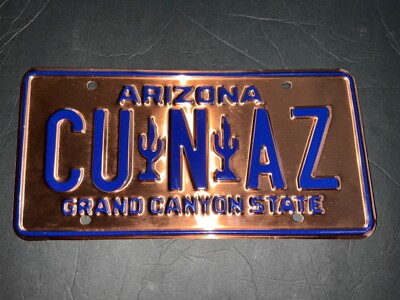 ARIZONA
CU N AZ
GRAND CANYON STATE